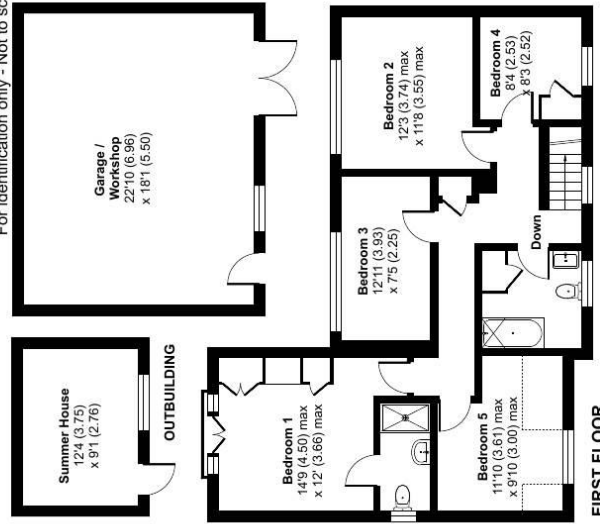 For identification only - Not to sc
Garage /
Workshop
22'10 (6.96)
x 18'1 (5.50)
Summer House
12'4 (3.75)
x 9'1 (2.76)
OUTBUILDING
Bedroom 4
8'4 (2.53)
x 8'3 (2.52)
Bedroom 2
12'3 (3.74) max
x 11'8 (3.55) max
Bedroom 3
12'11 (3.93)
x 7'5 (2.25)
Down
Bedroom 1
14'9 (4.50) max
x 12' (3.66) max
Bedroom 5
11'10 (3.61) max
x 9'10 (3.00) max
FIRST FLOOR